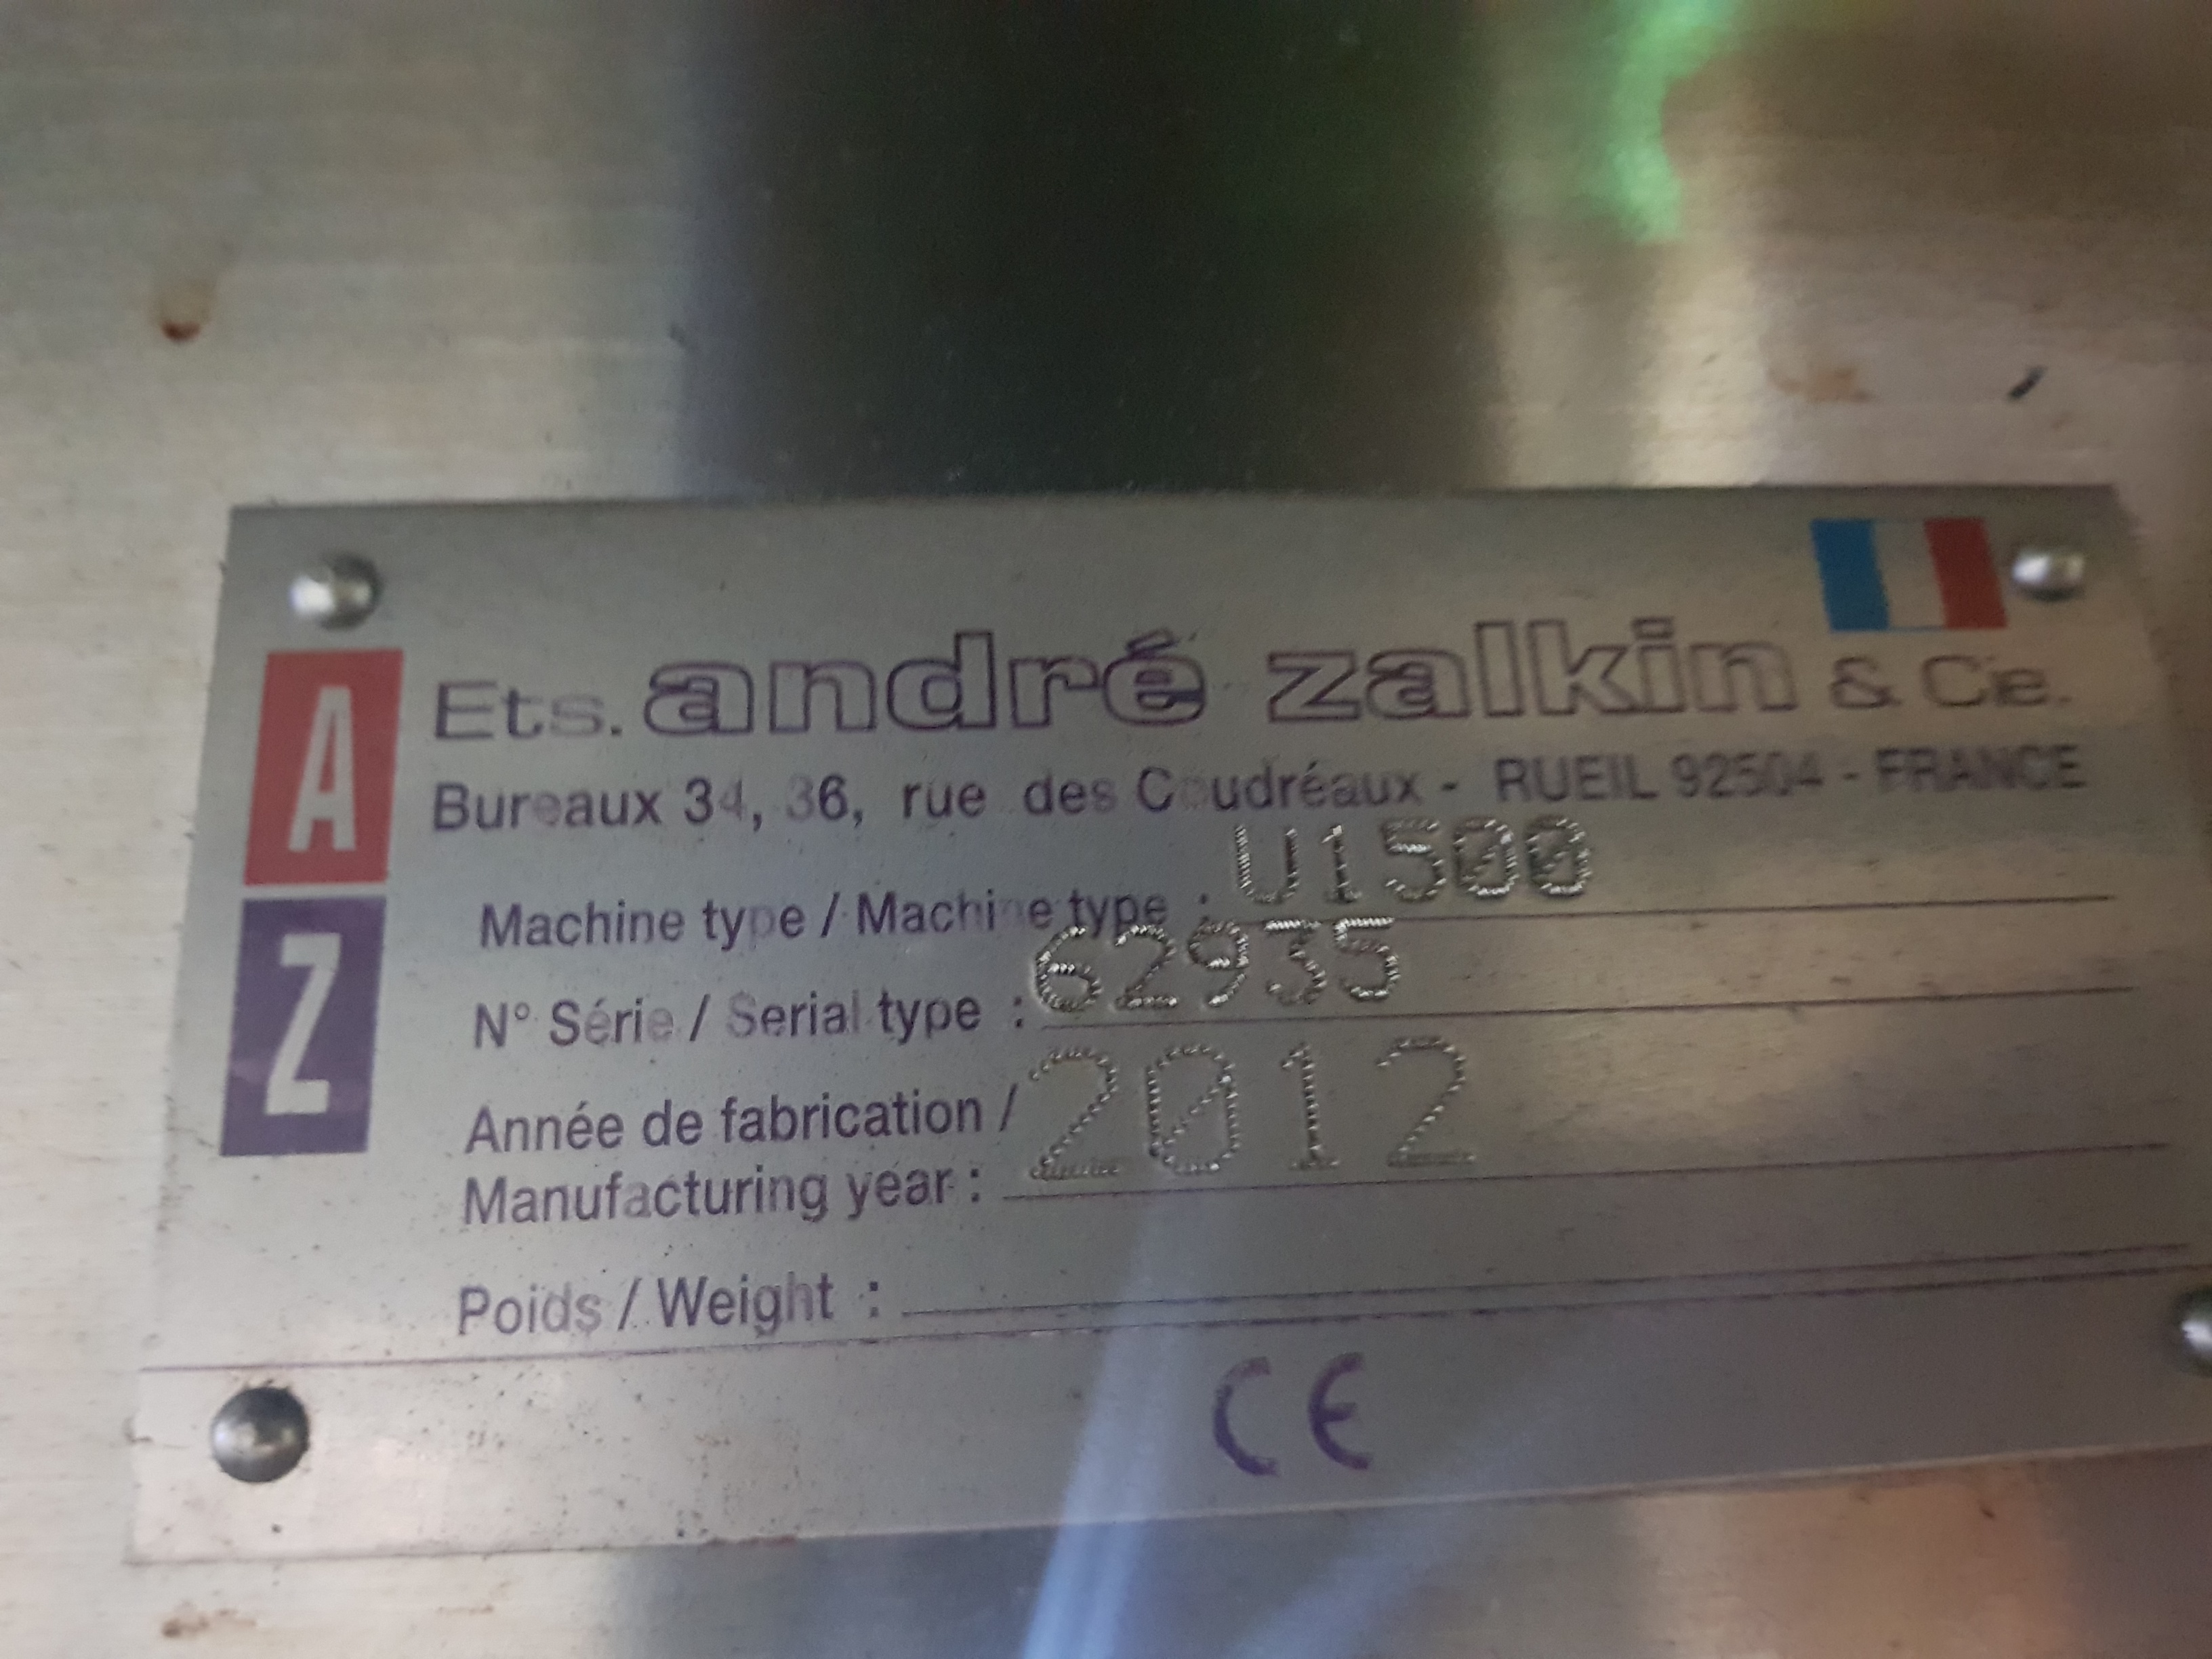 A
Z
Ets. andré zalkin & Cie.
Bureaux 34, 36, rue des Coudréaux - RUEIL 92504 - FRANCE
Machine type / Machine type : U1500
N° Série / Serial type : 62935
Année de fabrication / 2012
Manufacturing year :
Poids / Weight :
CE